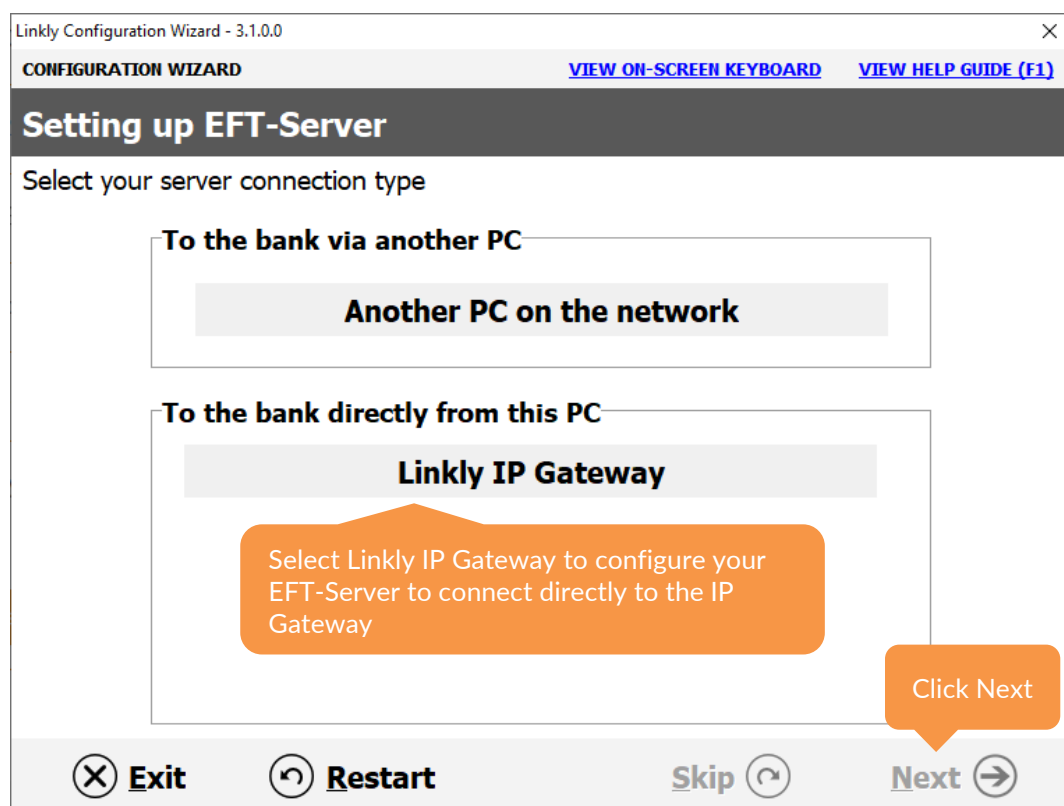 Linkly Configuration Wizard - 3.1.0.0
CONFIGURATION WIZARD VIEW ON-SCREEN KEYBOARD VIEW HELP GUIDE (F1)
Setting up EFT-Server
Select your server connection type
To the bank via another PC
Another PC on the network
To the bank directly from this PC
Linkly IP Gateway
Select Linkly IP Gateway to configure your
EFT-Server to connect directly to the IP
Gateway
Click Next
Exit Restart Skip Next